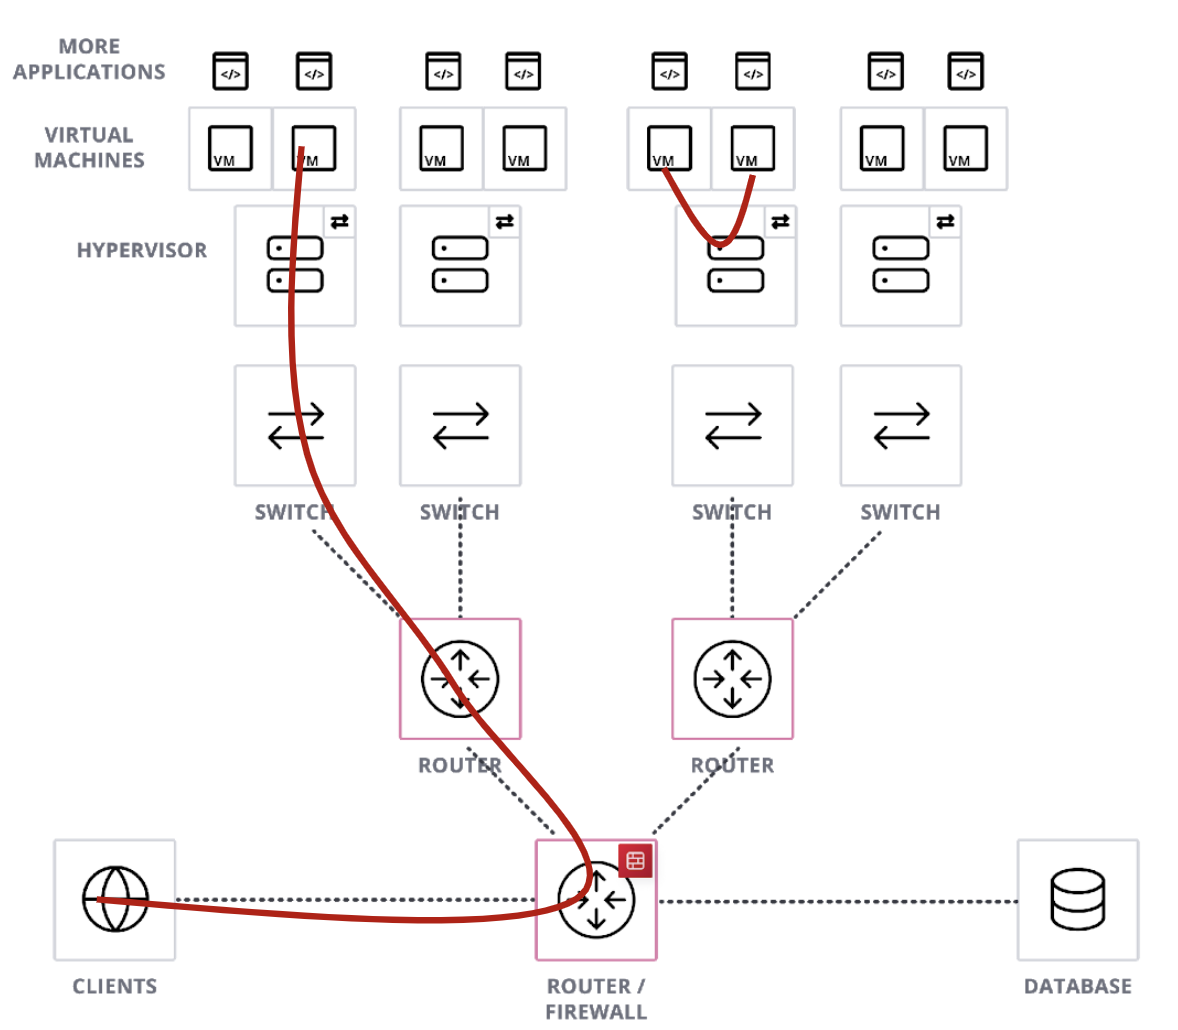 MORE
APPLICATIONS
</> </> </> </> </> </> </> </>
VIRTUAL
MACHINES
VM VM VM VM VM VM VM VM
HYPERVISOR
SWITCH SWITCH SWITCH SWITCH
ROUTER ROUTER
CLIENTS
ROUTER /
FIREWALL
DATABASE